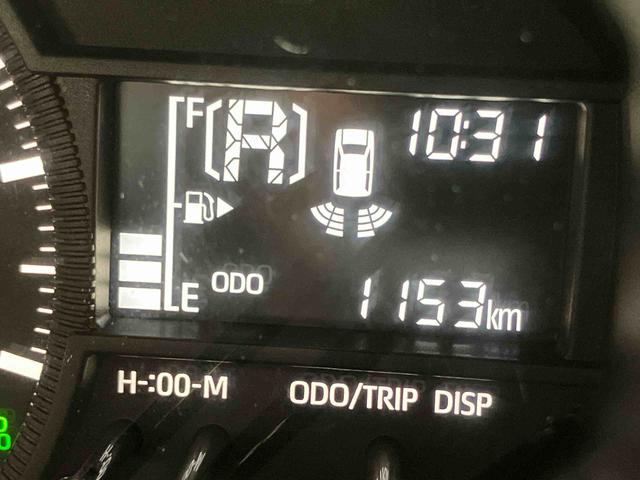 F
R
10:31
E
ODO
1153km
H-:00-M
ODO/TRIP
DISP